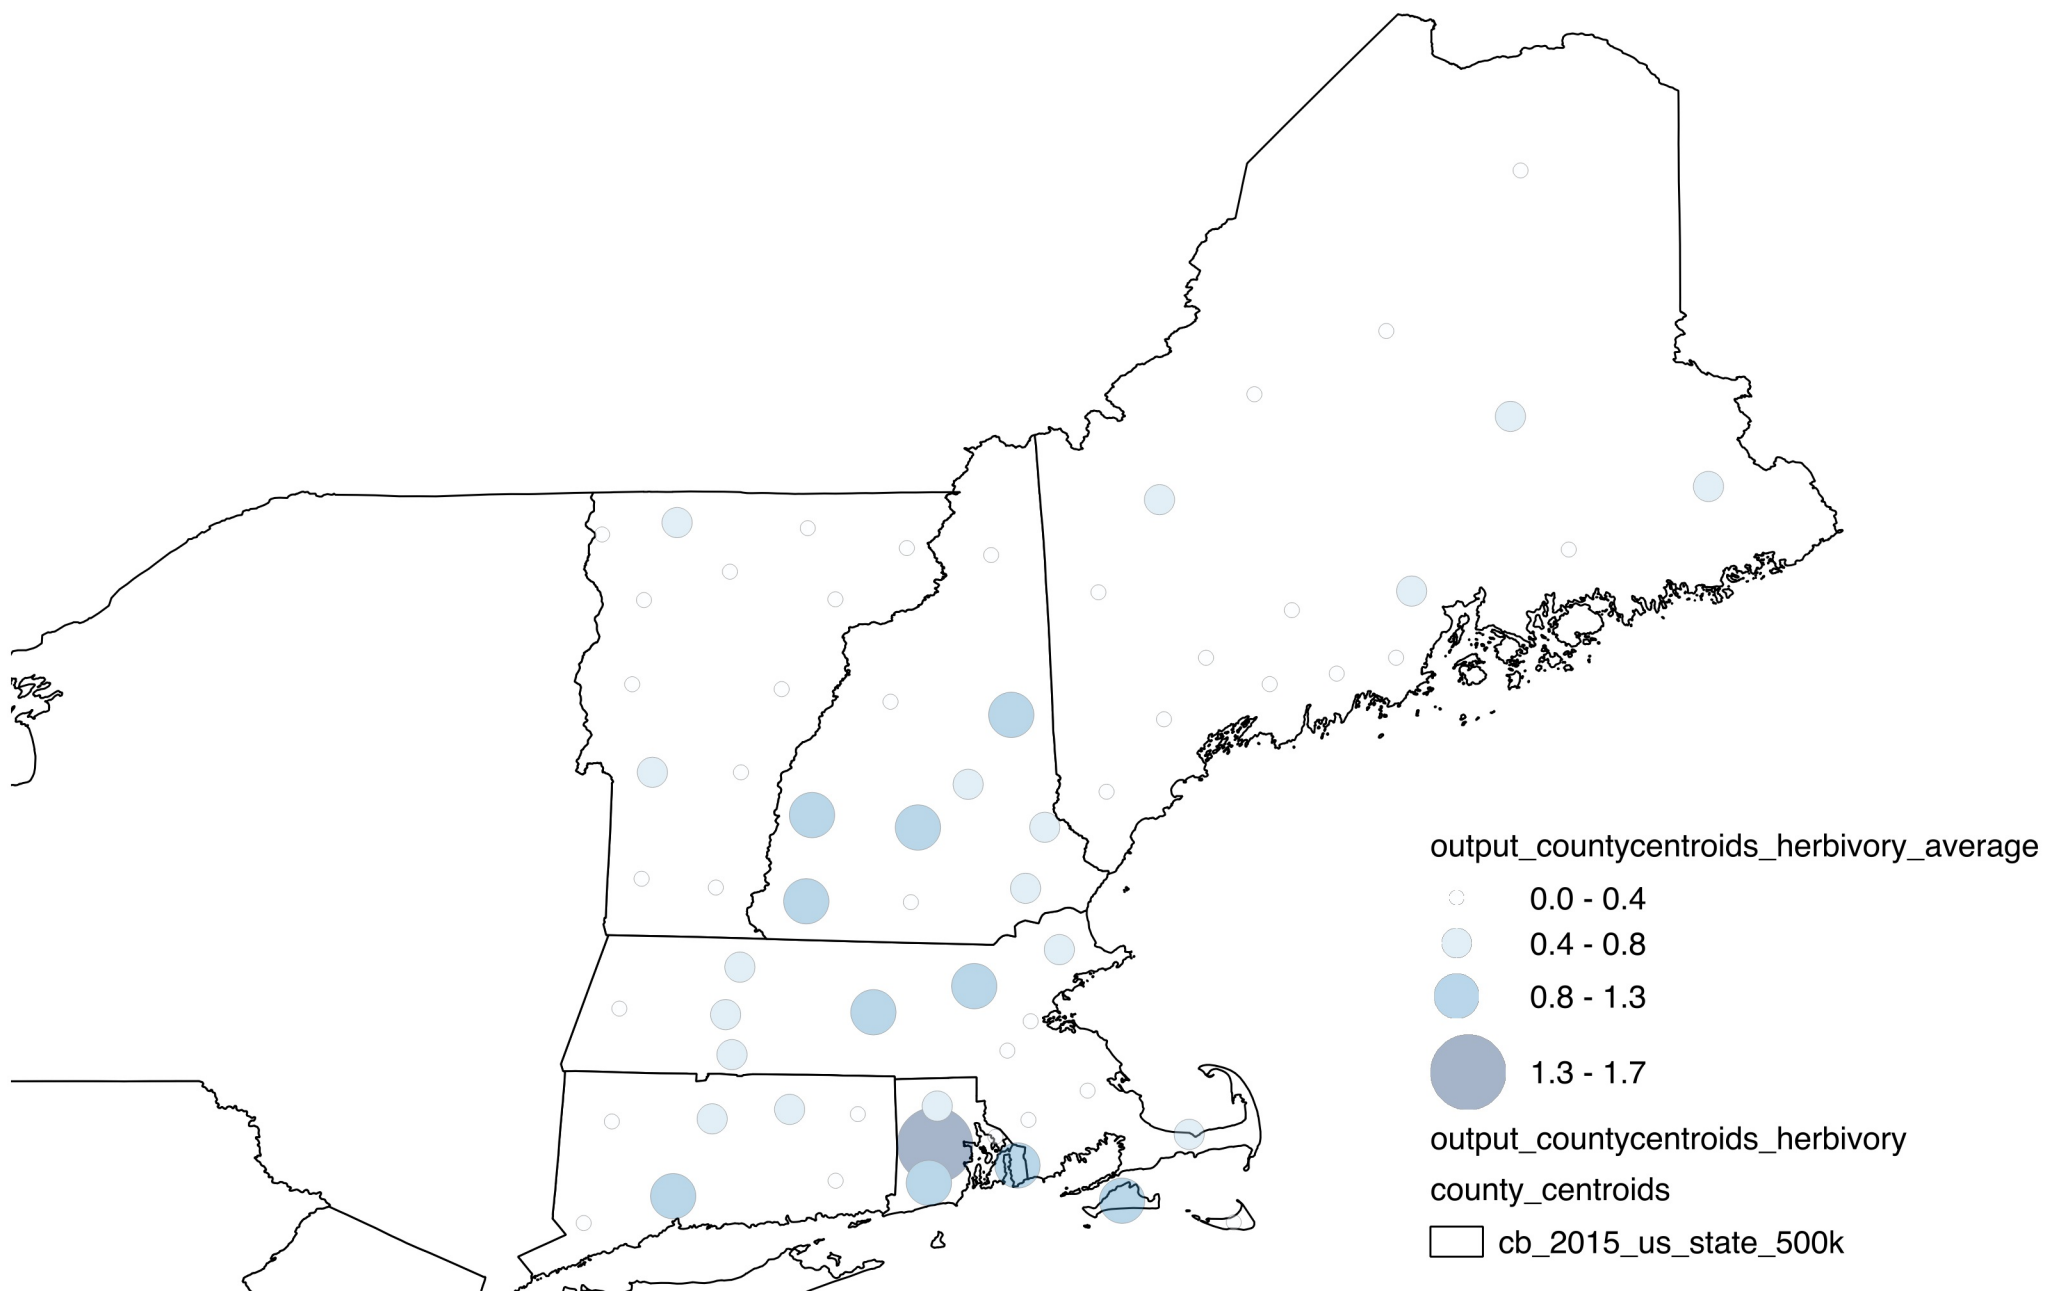 output_countycentroids_herbivory_average
0.0 - 0.4
0.4 - 0.8
0.8 - 1.3
1.3 - 1.7
output_countycentroids_herbivory
county_centroids
cb_2015_us_state_500k